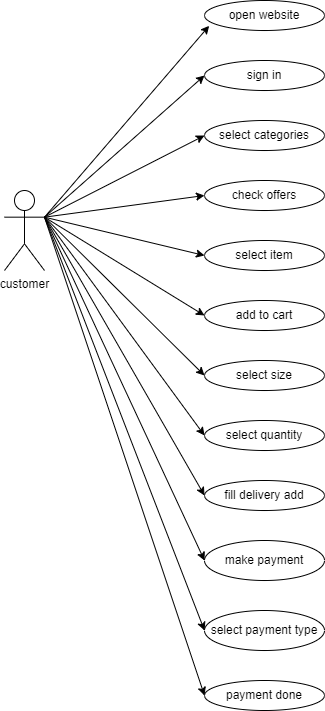 open website
sign in
select categories
check offers
customer
select item
add to cart
select size
select quantity
fill delivery add
make payment
select payment type
payment done